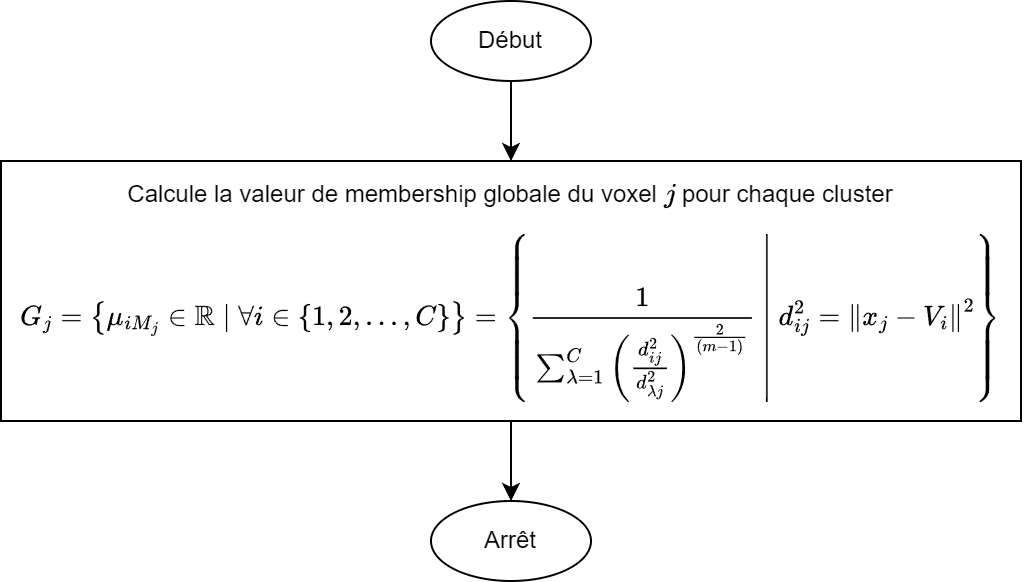 Début
Calcule la valeur de membership globale du voxel j pour chaque cluster
$G_j = \{\mu_{iM_j} \in \mathbb{R} \mid \forall i \in \{1, 2, \ldots, C\}\} = \left\{ \frac{1}{\sum_{\lambda=1}^{C} \left( \frac{d_{ij}^2}{d_{\lambda j}^2} \right)^{\frac{2}{(m-1)}}} \middle| d_{ij}^2 = \|x_j - V_i\|^2 \right\}$
Arrêt